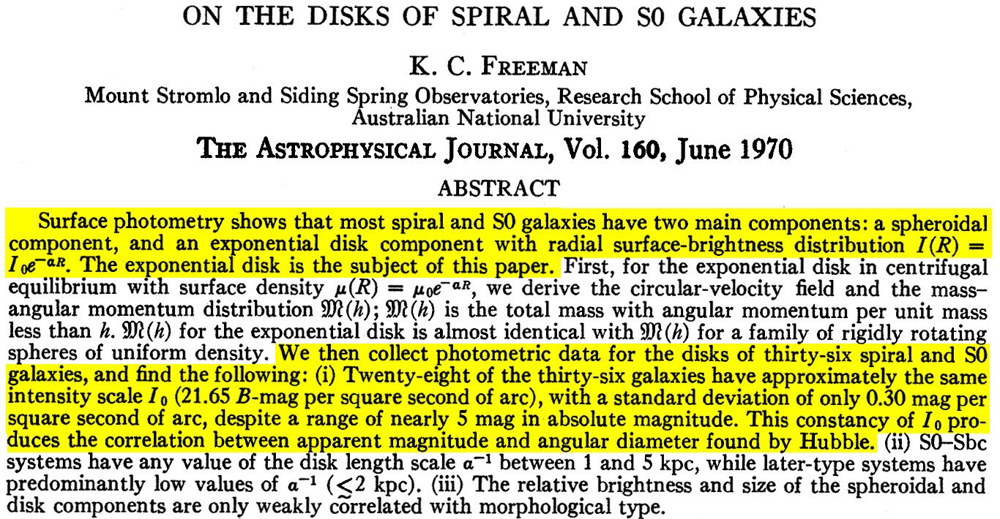 ON THE DISKS OF SPIRAL AND S0 GALAXIES
K. C. FREEMAN
Mount Stromlo and Siding Spring Observatories, Research School of Physical Sciences,
Australian National University
THE ASTROPHYSICAL JOURNAL, Vol. 160, June 1970
ABSTRACT
Surface photometry shows that most spiral and S0 galaxies have two main components: a spheroidal
component, and an exponential disk component with radial surface-brightness distribution I(R) =
I₀e⁻ᵅᴿ. The exponential disk is the subject of this paper. First, for the exponential disk in centrifugal
equilibrium with surface density μ(R) = μ₀e⁻ᵅᴿ, we derive the circular-velocity field and the mass–
angular momentum distribution 𝔐(h); 𝔐(h) is the total mass with angular momentum per unit mass
less than h. 𝔐(h) for the exponential disk is almost identical with 𝔐(h) for a family of rigidly rotating
spheres of uniform density. We then collect photometric data for the disks of thirty-six spiral and S0
galaxies, and find the following: (i) Twenty-eight of the thirty-six galaxies have approximately the same
intensity scale I₀ (21.65 B-mag per square second of arc), with a standard deviation of only 0.30 mag per
square second of arc, despite a range of nearly 5 mag in absolute magnitude. This constancy of I₀ pro-
duces the correlation between apparent magnitude and angular diameter found by Hubble. (ii) S0–Sbc
systems have any value of the disk length scale α⁻¹ between 1 and 5 kpc, while later-type systems have
predominantly low values of α⁻¹ (≲2 kpc). (iii) The relative brightness and size of the spheroidal and
disk components are only weakly correlated with morphological type.